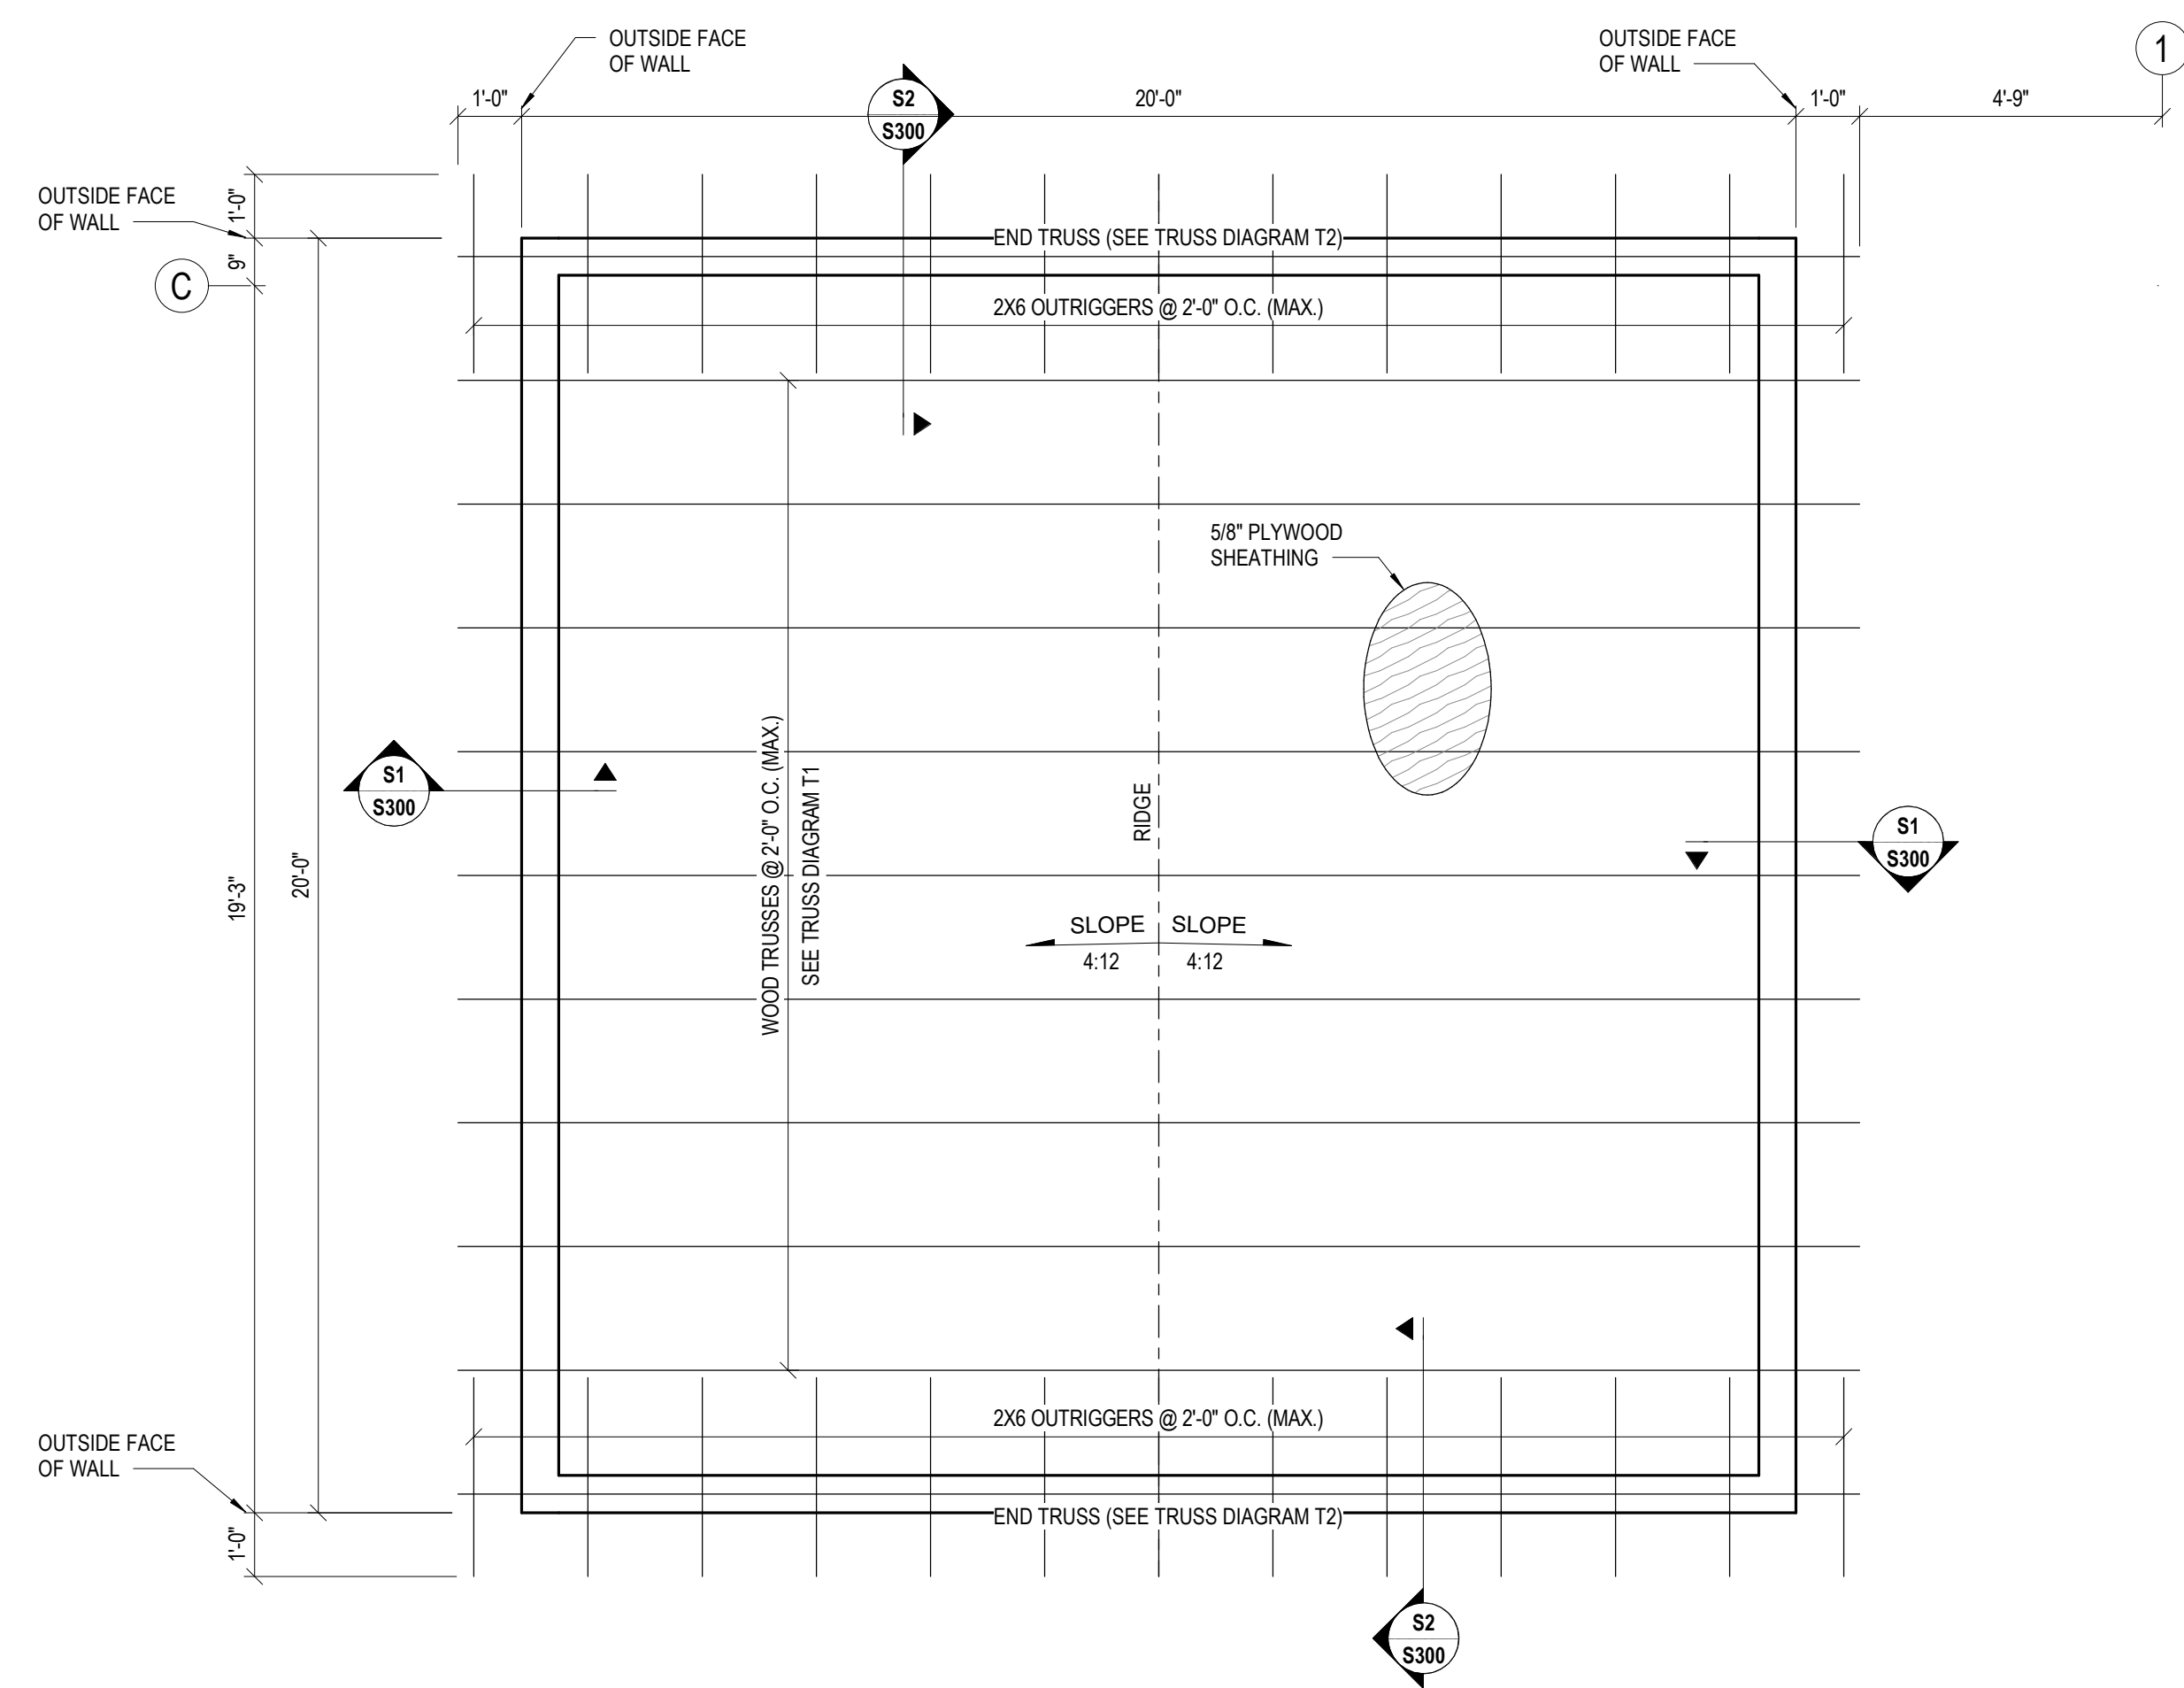 OUTSIDE FACE
OF WALL
OUTSIDE FACE
OF WALL
1
1'-0"
S2
S300
20'-0"
1'-0"
4'-9"
OUTSIDE FACE
OF WALL
1'-0"
9"
C
END TRUSS (SEE TRUSS DIAGRAM T2)
2X6 OUTRIGGERS @ 2'-0" O.C. (MAX.)
5/8" PLYWOOD
SHEATHING
S1
S300
WOOD TRUSSES @ 2'-0" O.C. (MAX.)
SEE TRUSS DIAGRAM T1
RIDGE
S1
S300
19'-3"
20'-0"
SLOPE
SLOPE
4:12
4:12
2X6 OUTRIGGERS @ 2'-0" O.C. (MAX.)
OUTSIDE FACE
OF WALL
END TRUSS (SEE TRUSS DIAGRAM T2)
1'-0"
S2
S300